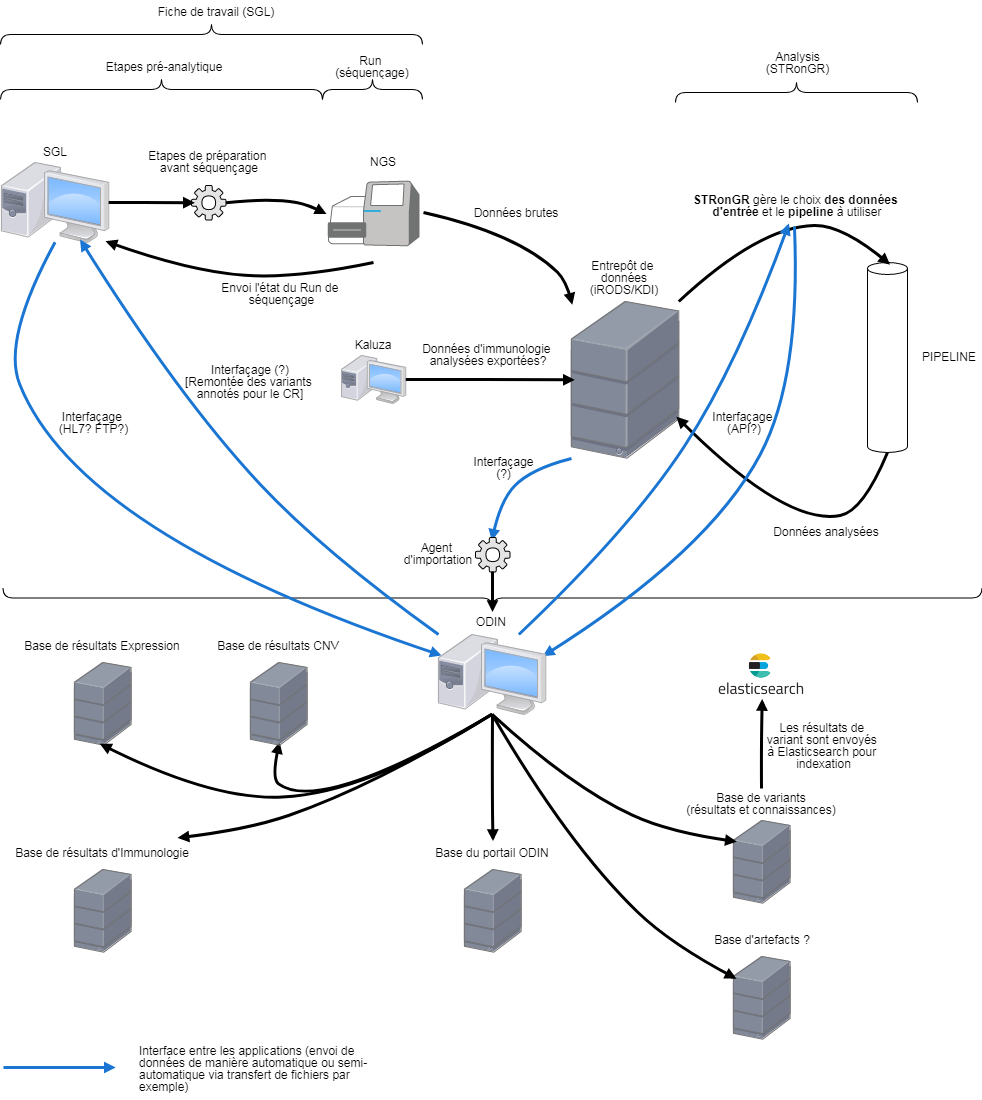 Fiche de travail (SGL)
Etapes pré-analytique
Run
(séquençage)
Analysis
(STRonGR)
SGL
Etapes de préparation
avant séquençage
NGS
Données brutes
STRonGR gère le choix des données
d'entrée et le pipeline à utiliser
Envoi l'état du Run de
séquençage
Entrepôt de
données
(iRODS/KDI)
Kaluza
Données d'immunologie
analysées exportées?
PIPELINE
Interfaçage (?)
[Remontée des variants
annotés pour le CR]
Interfaçage
(HL7? FTP?)
Interfaçage
(API?)
Interfaçage
(?)
Données analysées
Agent
d'importation
ODIN
Base de résultats Expression
Base de résultats CNV
elasticsearch
Les résultats de
variant sont envoyés
à Elasticsearch pour
indexation
Base de variants
(résultats et connaissances)
Base de résultats d'Immunologie
Base du portail ODIN
Base d'artefacts ?
Interface entre les applications (envoi de
données de manière automatique ou semi-
automatique via transfert de fichiers par
exemple)